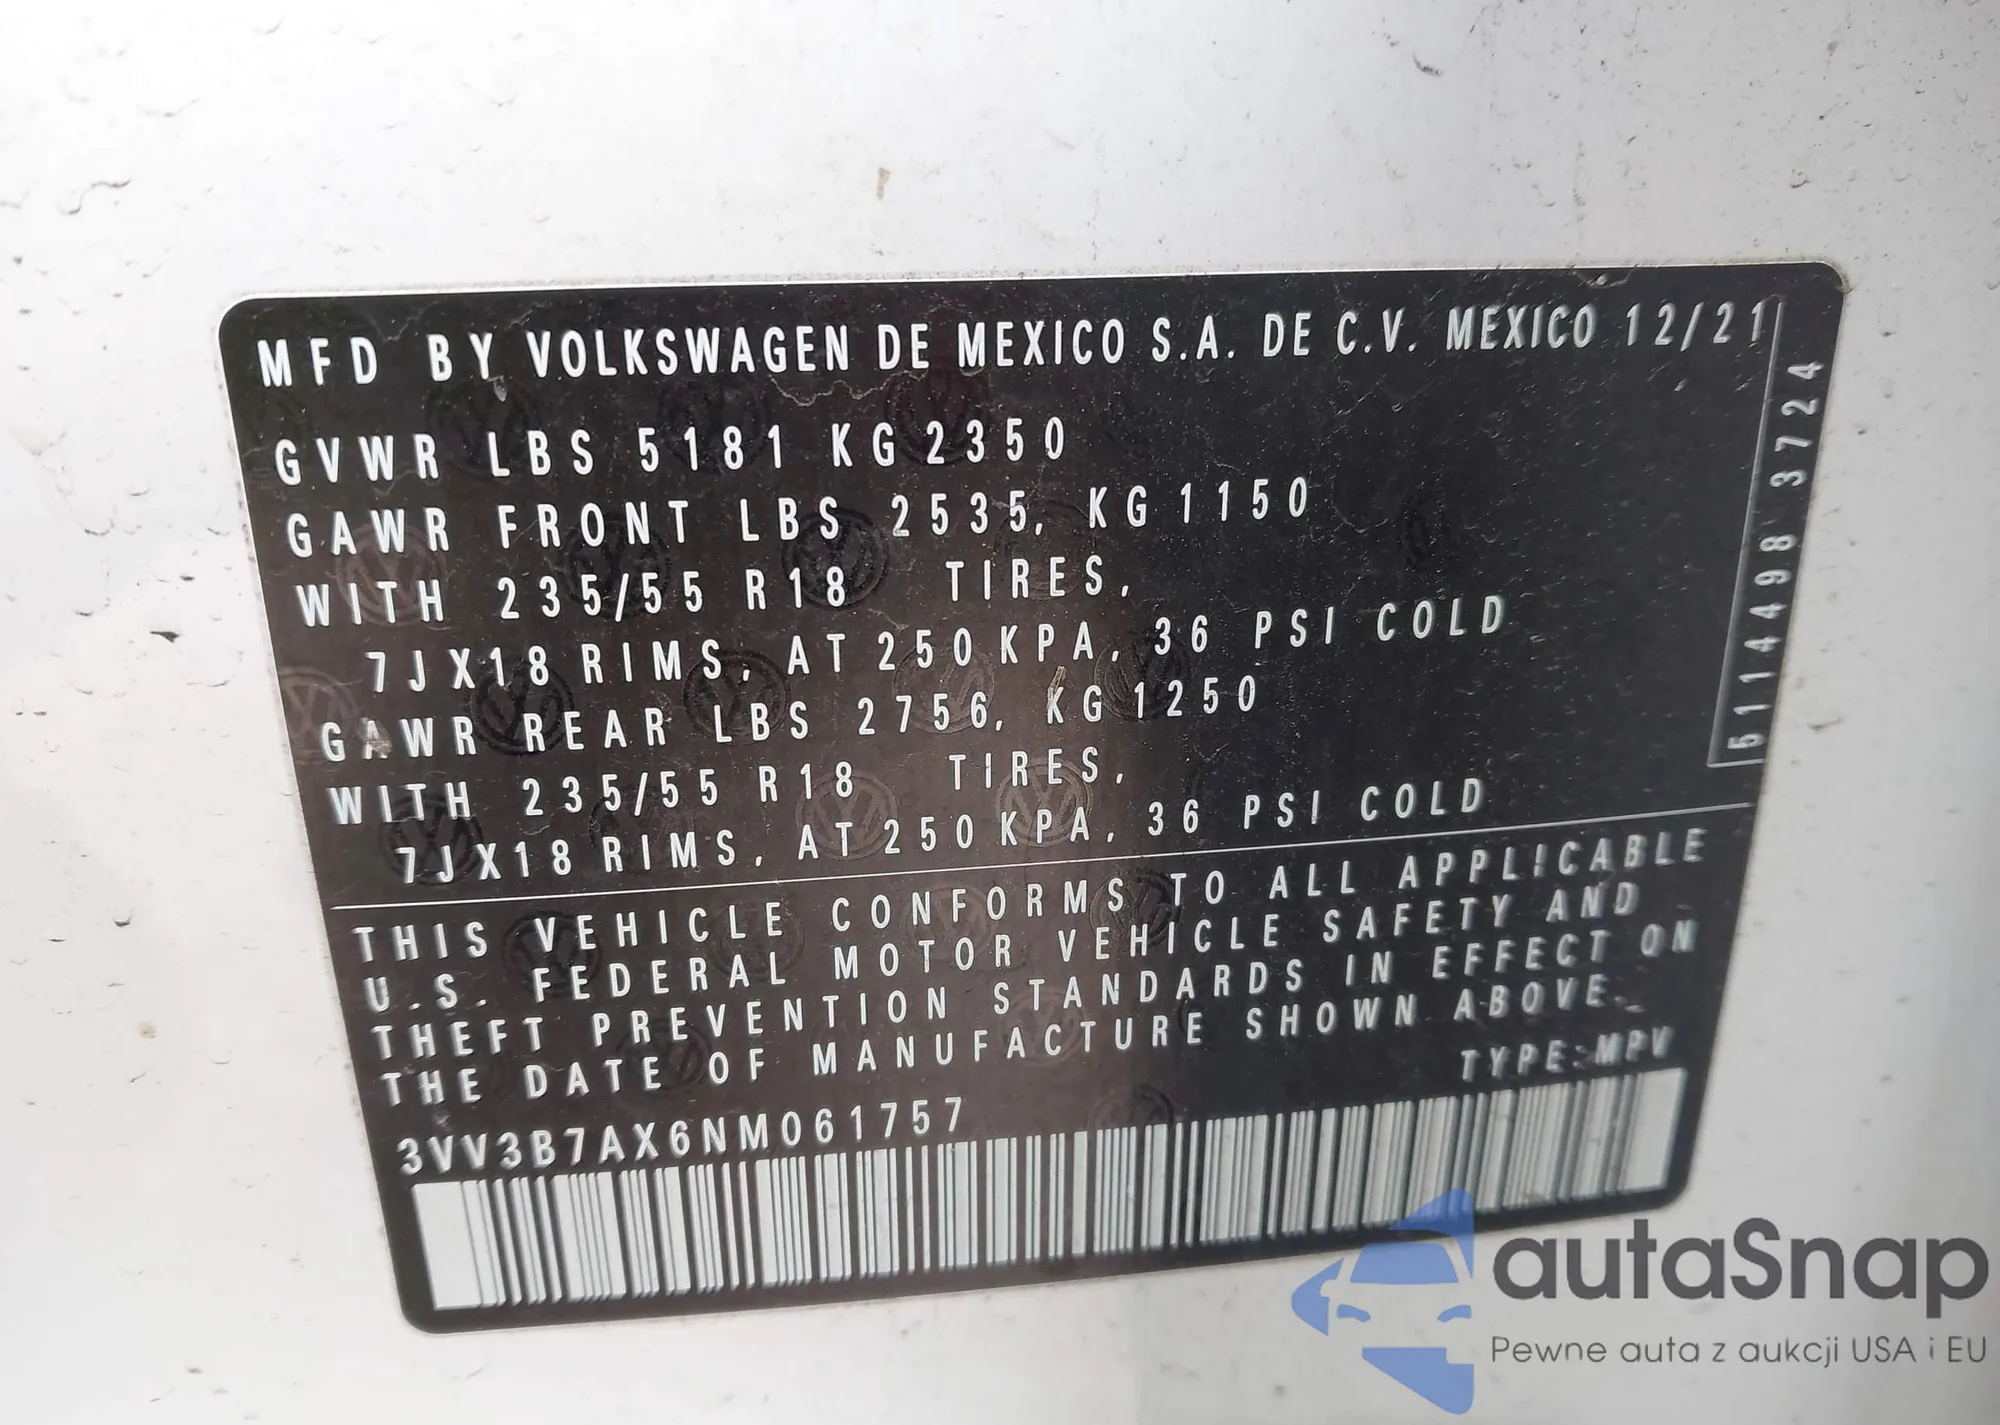 MFD BY VOLKSWAGEN DE MEXICO S.A. DE C.V. MEXICO 12/21
GVWR LBS 5181 KG 2350
GAWR FRONT LBS 2535, KG 1150
WITH 235/55 R18 TIRES,
7JX18 RIMS, AT 250 KPA, 36 PSI COLD
GAWR REAR LBS 2756, KG 1250
WITH 235/55 R18 TIRES,
7JX18 RIMS, AT 250 KPA, 36 PSI COLD
5114498 3724
THIS VEHICLE CONFORMS TO ALL APPLICABLE
U.S. FEDERAL MOTOR VEHICLE SAFETY AND
THEFT PREVENTION STANDARDS IN EFFECT ON
THE DATE OF MANUFACTURE SHOWN ABOVE.
TYPE: MPV
3VV3B7AX6NM061757
autaSnap
Pewne auta z aukcji USA i EU